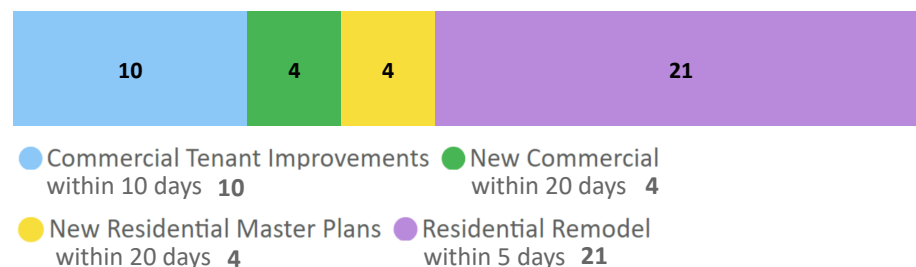 10 4 4 21
Commercial Tenant Improvements New Commercial
within 10 days 10 within 20 days 4
New Residential Master Plans Residential Remodel
within 20 days 4 within 5 days 21